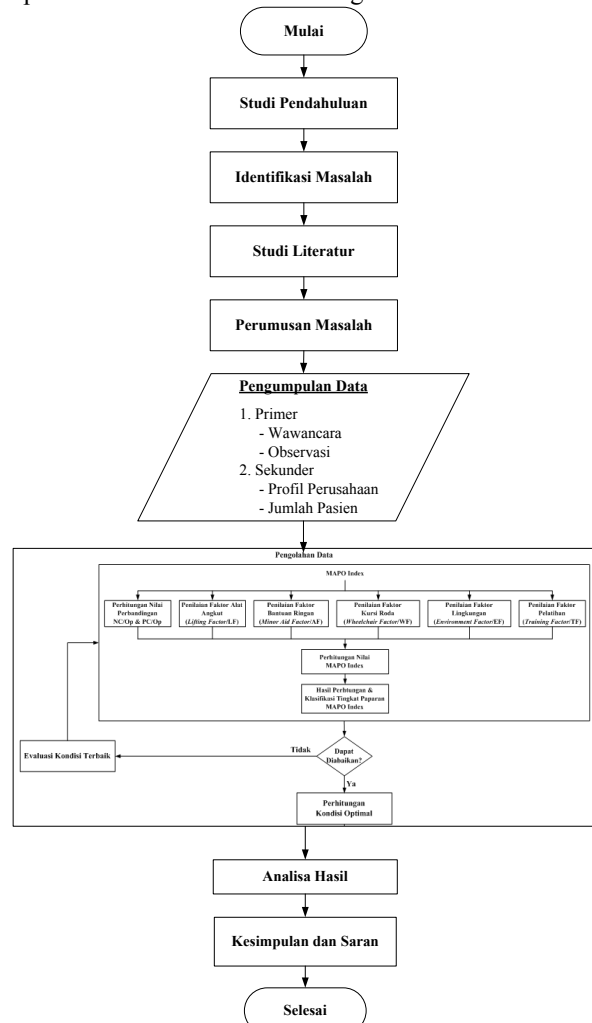 Mulai
Studi Pendahuluan
Identifikasi Masalah
Studi Literatur
Perumusan Masalah
Pengumpulan Data
1. Primer
- Wawancara
- Observasi
2. Sekunder
- Profil Perusahaan
- Jumlah Pasien
Pengolahan Data
MAPO Index
Perhitungan Nilai
Perbandingan
NC/Op & PC/Op
Penilaian Faktor Alat
Angkut
(Lifting Factor/LF)
Penilaian Faktor
Bantuan Ringan
(Minor Aid Factor/AF)
Penilaian Faktor
Kursi Roda
(Wheelchair Factor/WF)
Penilaian Faktor
Lingkungan
(Environment Factor/EF)
Penilaian Faktor
Pelatihan
(Training Factor/TF)
Perhitungan Nilai
MAPO Index
Hasil Perhtungan &
Klusifikasi Tingkat Paparan
MAPO Index
Evaluasi Kondisi Terbaik
Tidak
Dapat
Diabaikan?
Ya
Perhitungan
Kondisi Optimal
Analisa Hasil
Kesimpulan dan Saran
Selesai